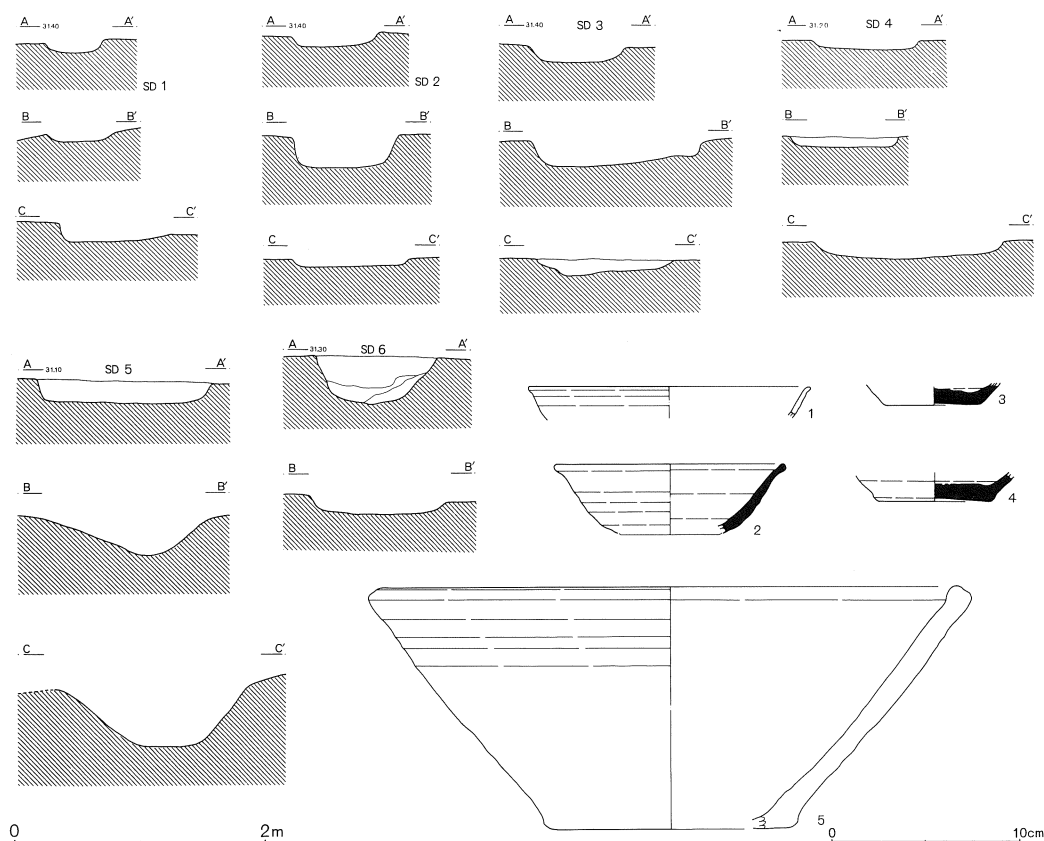 A 31.40 A′ A 31.40 A′ A 31.40 SD 3 A′ A 31.20 SD 4 A′
SD 1 SD 2
B B′ B B′ B B′ B B′
C C′ C C′ C C′ C C′
A 31.10 SD 5 A′ A 31.30 SD 6 A′
1 3
B B′ B B′
2 4
C C′
5
0 2m 0 10cm